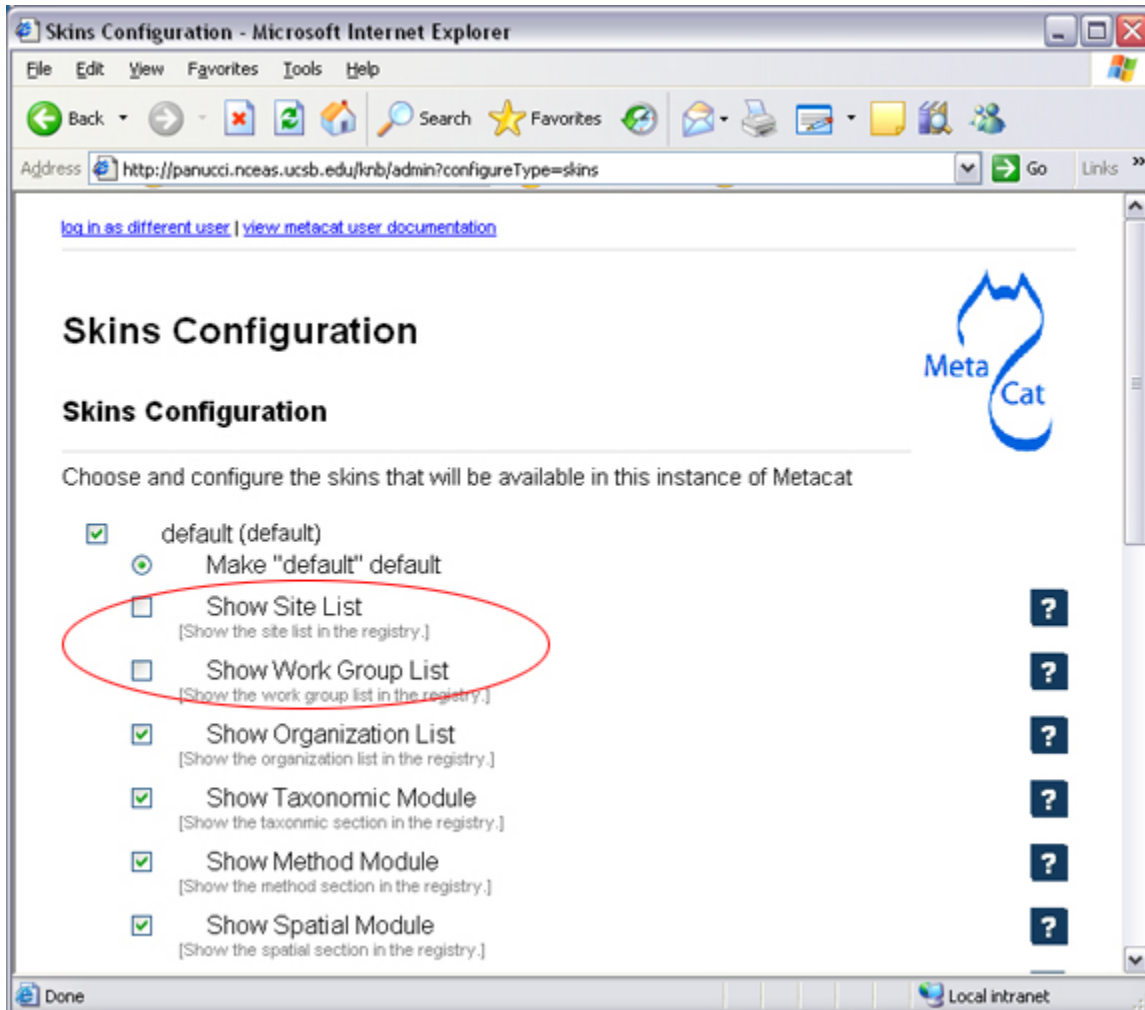 Skins Configuration - Microsoft Internet Explorer
File Edit View Favorites Tools Help
Back Search Favorites
Address http://panucci.nceas.ucsb.edu/knb/admin?configureType=skins Go Links »
log in as different user | view metacat user documentation
Meta
Cat
Skins Configuration
Skins Configuration
Choose and configure the skins that will be available in this instance of Metacat
default (default)
Make "default" default
Show Site List ?
[Show the site list in the registry.]
Show Work Group List ?
[Show the work group list in the registry.]
Show Organization List ?
[Show the organization list in the registry.]
Show Taxonomic Module ?
[Show the taxonmic section in the registry.]
Show Method Module ?
[Show the method section in the registry.]
Show Spatial Module ?
[Show the spatial section in the registry.]
Done Local intranet